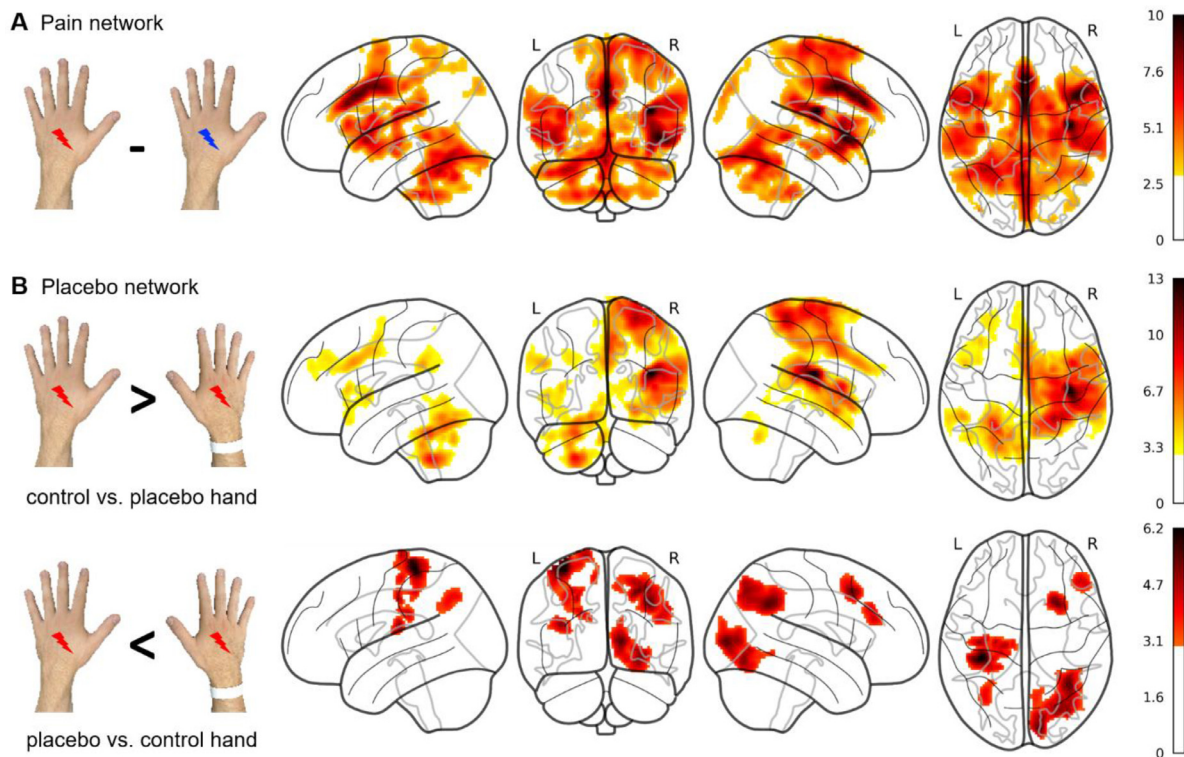 A Pain network
L
R
L
R
10
7.6
5.1
2.5
0
-
B Placebo network
L
R
L
R
13
10
6.7
3.3
0
>
control vs. placebo hand
L
R
L
R
6.2
4.7
3.1
1.6
0
<
placebo vs. control hand